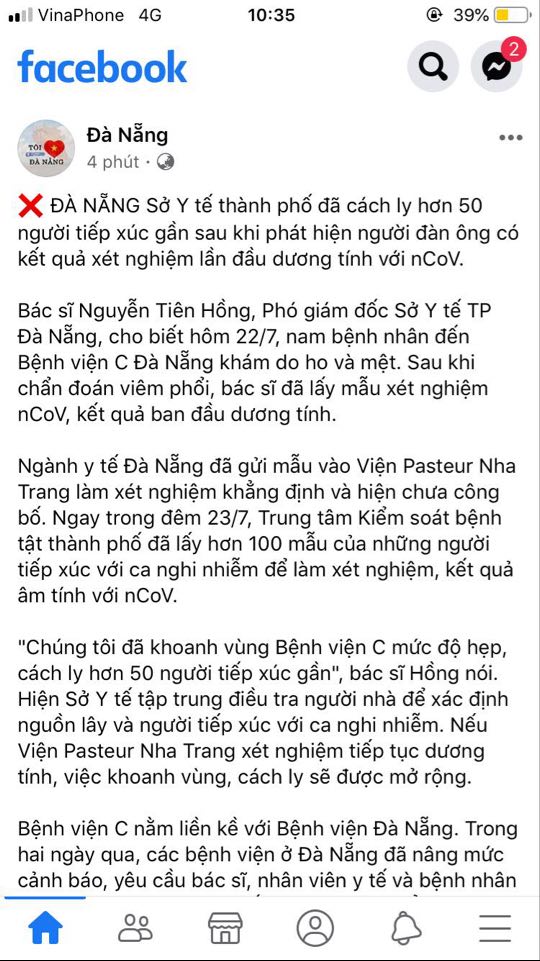 VinaPhone 4G 10:35 39%
facebook
2
Đà Nẵng
4 phút ·
TÔI
ĐÀ NẴNG
❌ ĐÀ NẴNG Sở Y tế thành phố đã cách ly hơn 50
người tiếp xúc gần sau khi phát hiện người đàn ông có
kết quả xét nghiệm lần đầu dương tính với nCoV.
Bác sĩ Nguyễn Tiên Hồng, Phó giám đốc Sở Y tế TP
Đà Nẵng, cho biết hôm 22/7, nam bệnh nhân đến
Bệnh viện C Đà Nẵng khám do ho và mệt. Sau khi
chẩn đoán viêm phổi, bác sĩ đã lấy mẫu xét nghiệm
nCoV, kết quả ban đầu dương tính.
Ngành y tế Đà Nẵng đã gửi mẫu vào Viện Pasteur Nha
Trang làm xét nghiệm khẳng định và hiện chưa công
bố. Ngay trong đêm 23/7, Trung tâm Kiểm soát bệnh
tật thành phố đã lấy hơn 100 mẫu của những người
tiếp xúc với ca nghi nhiễm để làm xét nghiệm, kết quả
âm tính với nCoV.
"Chúng tôi đã khoanh vùng Bệnh viện C mức độ hẹp,
cách ly hơn 50 người tiếp xúc gần", bác sĩ Hồng nói.
Hiện Sở Y tế tập trung điều tra người nhà để xác định
nguồn lây và người tiếp xúc với ca nghi nhiễm. Nếu
Viện Pasteur Nha Trang xét nghiệm tiếp tục dương
tính, việc khoanh vùng, cách ly sẽ được mở rộng.
Bệnh viện C nằm liền kề với Bệnh viện Đà Nẵng. Trong
hai ngày qua, các bệnh viện ở Đà Nẵng đã nâng mức
cảnh báo, yêu cầu bác sĩ, nhân viên y tế và bệnh nhân